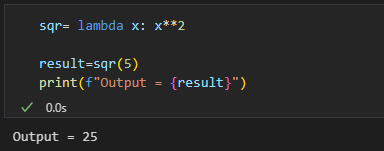 sqr= lambda x: x**2
result=sqr(5)
print(f"Output = {result}")
0.0s
Output = 25